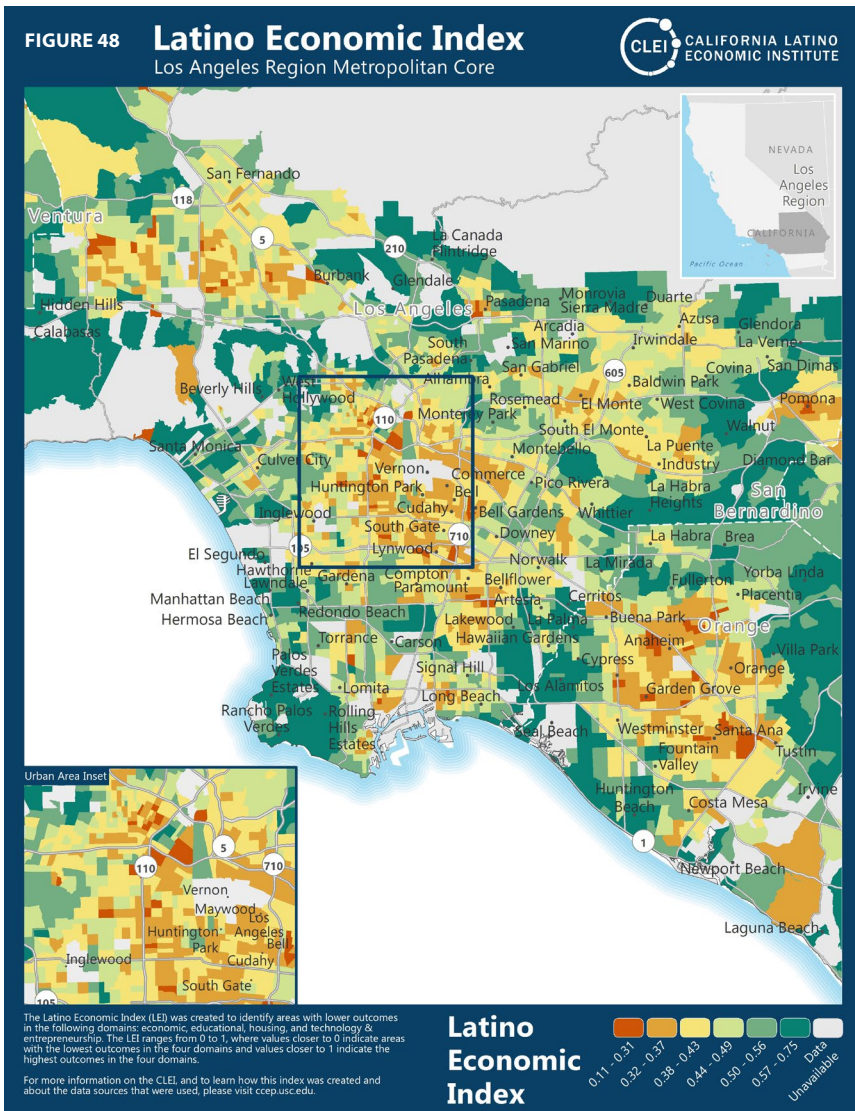 FIGURE 48
Latino Economic Index
Los Angeles Region Metropolitan Core
CLEI
CALIFORNIA LATINO
ECONOMIC INSTITUTE
NEVADA
Los
Angeles
Region
CALIFORNIA
Pacific Ocean
San Fernando
118
Ventura
5
210
La Canada
Flintridge
Burbank
Glendale
Hidden Hills
Los Angeles
Pasadena
Monrovia
Duarte
Sierra Madre
Calabasas
Arcadia
Azusa
Glendora
South
Pasadena
San Marino
Irwindale
La Verne
San Gabriel
605
Covina
San Dimas
Beverly Hills
West
Hollywood
Alhambra
Baldwin Park
Rosemead
El Monte
West Covina
Pomona
110
Monterey Park
South El Monte
Walnut
Santa Monica
Montebello
La Puente
Culver City
Industry
Diamond Bar
Vernon
Commerce
Huntington Park
Bell
Pico Rivera
La Habra
Heights
San
Bernardino
Cudahy
Inglewood
Bell Gardens
Whittier
South Gate
710
Downey
La Habra
Brea
105
Lynwood
El Segundo
Norwalk
La Mirada
Hawthorne
Lawndale
Gardena
Compton
Paramount
Bellflower
Fullerton
Yorba Linda
Manhattan Beach
Artesia
Cerritos
Placentia
Hermosa Beach
Redondo Beach
Lakewood
La Palma
Buena Park
Orange
Torrance
Carson
Hawaiian Gardens
Anaheim
Villa Park
Palos
Verdes
Estates
Signal Hill
Cypress
Orange
Lomita
Long Beach
Los Alamitos
Garden Grove
Rancho Palos
Verdes
Rolling
Hills
Estates
Seal Beach
Westminster
Santa Ana
Fountain
Valley
Tustin
Huntington
Beach
Irvine
Costa Mesa
1
Newport Beach
Laguna Beach
Urban Area Inset
5
110
710
Vernon
Maywood
Los
Angeles
Huntington
Park
Bell
Inglewood
Cudahy
South Gate
105
The Latino Economic Index (LEI) was created to identify areas with lower outcomes
in the following domains: economic, educational, housing, and technology &
entrepreneurship. The LEI ranges from 0 to 1, where values closer to 0 indicate areas
with the lowest outcomes in the four domains and values closer to 1 indicate the
highest outcomes in the four domains.
For more information on the CLEI, and to learn how this index was created and
about the data sources that were used, please visit ccep.usc.edu.
Latino
Economic
Index
0.11 - 0.31
0.32 - 0.37
0.38 - 0.43
0.44 - 0.49
0.50 - 0.56
0.57 - 0.75
Data
Unavailable